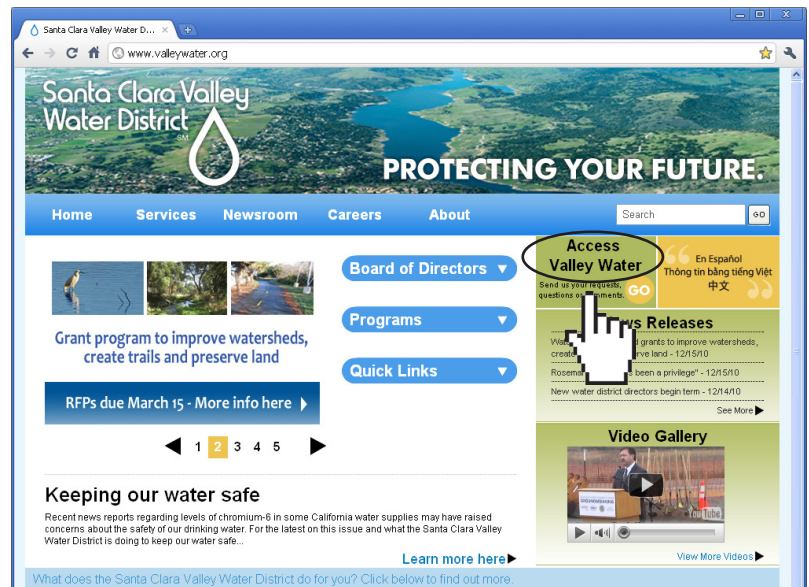 Santa Clara Valley Water D...
www.valleywater.org
Santa Clara Valley
Water District
SM
PROTECTING YOUR FUTURE.
Home Services Newsroom Careers About
Search GO
Access
Valley Water
Send us your requests,
questions or comments.
GO
En Español
Thông tin bằng tiếng Việt
中文
Board of Directors
Programs
Quick Links
Grant program to improve watersheds,
create trails and preserve land
RFPs due March 15 - More info here
1 2 3 4 5
Releases
grants to improve watersheds,
land - 12/15/10
been a privilege" - 12/15/10
New water district directors begin term - 12/14/10
See More
Video Gallery
YouTube
View More Videos
Keeping our water safe
Recent news reports regarding levels of chromium-6 in some California water supplies may have raised
concerns about the safety of our drinking water. For the latest on this issue and what the Santa Clara Valley
Water District is doing to keep our water safe...
Learn more here
What does the Santa Clara Valley Water District do for you? Click below to find out more.